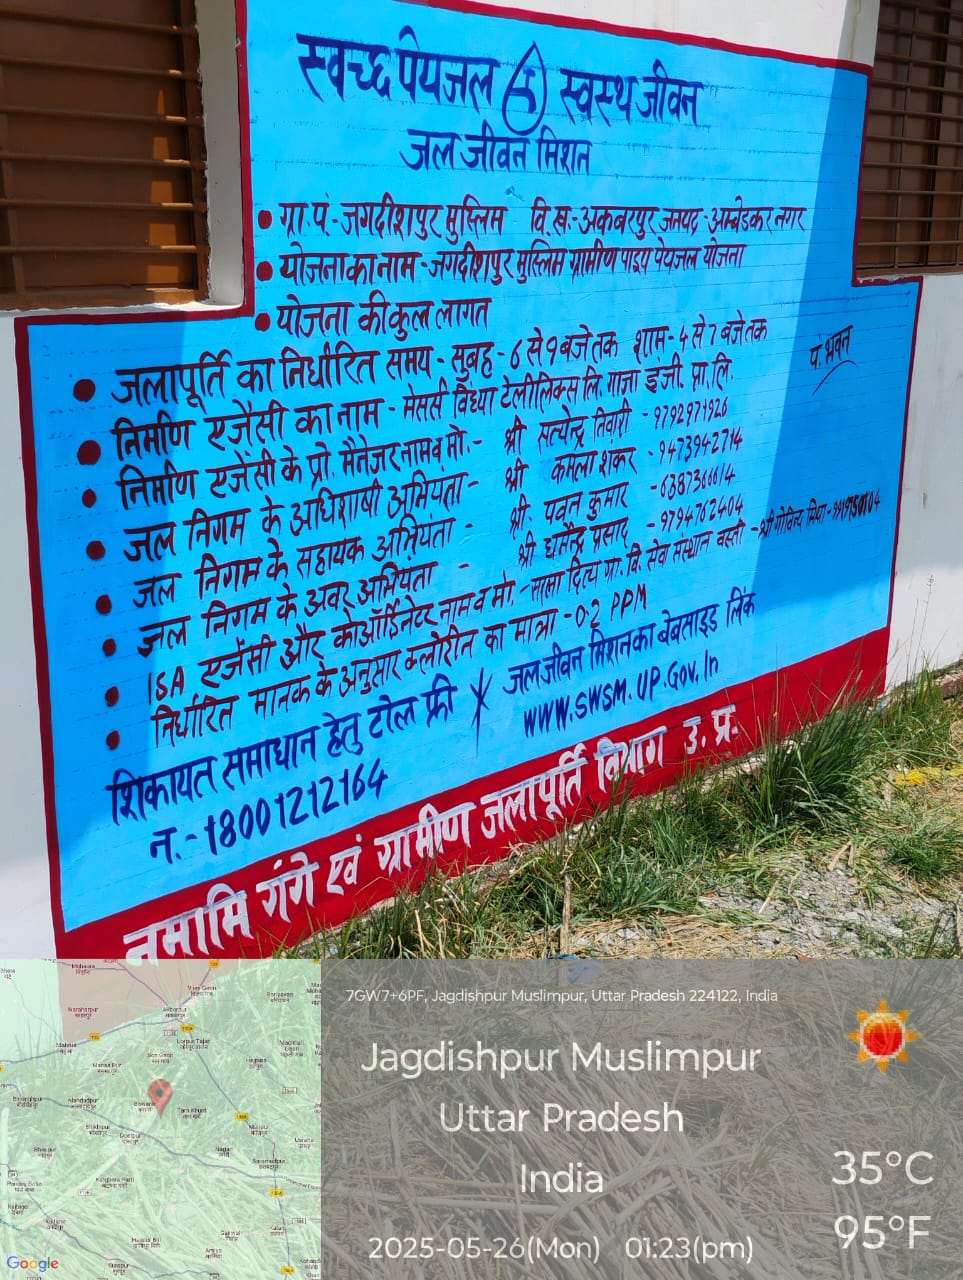 स्वच्छ पेयजल स्वस्थ जीवन
जल जीवन मिशन
• ग्रा.पं.-जगदीशपुर मुस्लिम वि.ख.-अकबरपुर जनपद-अम्बेडकर नगर
• योजना का नाम-जगदीशपुर मुस्लिम ग्रामीण पाइप पेयजल योजना
• योजना की कुल लागत
• जलापूर्ति का निर्धारित समय-सुबह-6 से 9 बजे तक शाम-4 से 7 बजे तक
पं. भवन
• निर्माण एजेंसी का नाम-मेसर्स विंध्या टेलीलिंक्स लि. गाजा इंजी. प्रा. लि.
• निर्माण एजेंसी के प्रो. मैनेजर नाम व मो.- श्री सत्येन्द्र तिवारी-9792971926
• जल निगम के अधिशाषी अभियंता- श्री कमला शंकर-9473942714
• जल निगम के सहायक अभियंता- श्री पवन कुमार-6387366614
• जल निगम के अवर अभियंता- श्री धर्मेन्द्र प्रसाद-9794762404
• ISA एजेंसी और कोऑर्डिनेटर नाम व मो.- ग्रा. वि. सेवा संस्थान बस्ती-श्री गोविन्द मिश्रा-
• निर्धारित मानक के अनुसार क्लोरीन का मात्रा-0.2 PPM
शिकायत समाधान हेतु टोल फ्री
न.-18001212164
जल जीवन मिशन का बेबसाइड लिंक
WWW.SWSM.UP.Gov.In
नमामि गंगे एवं ग्रामीण जलापूर्ति विभाग उ. प्र.
7GW7+6PF, Jagdishpur Muslimpur, Uttar Pradesh 224122, India
Jagdishpur Muslimpur
Uttar Pradesh
India
35°C
95°F
2025-05-26(Mon) 01:23(pm)
Google